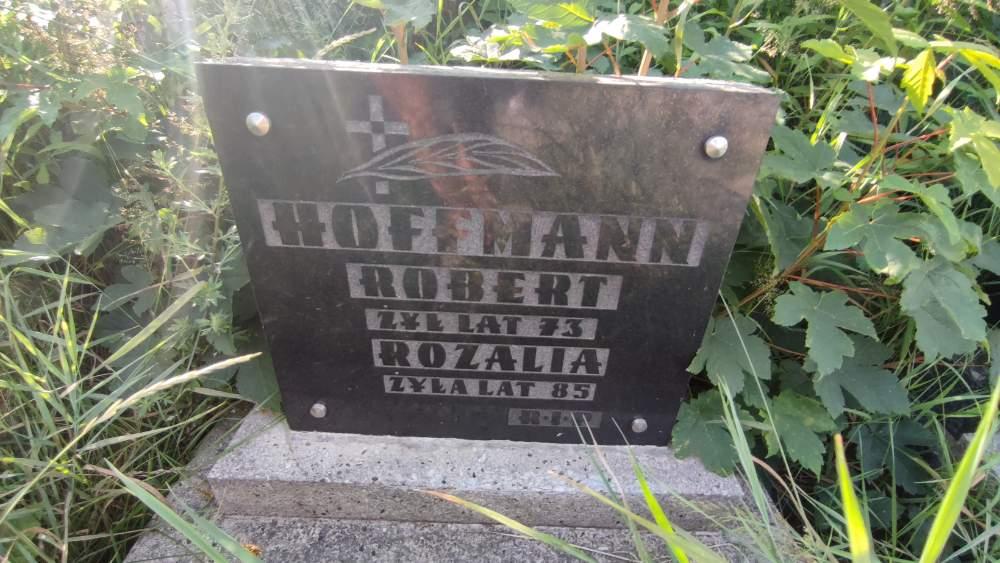 HOFFMANN
ROBERT
ŻYŁ LAT 73
ROZALIA
ŻYŁA LAT 85